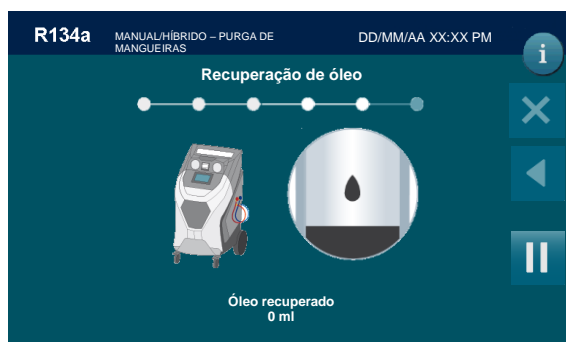 R134a
MANUAL/HÍBRIDO – PURGA DE
MANGUEIRAS
DD/MM/AA XX:XX PM
i
Recuperação de óleo
Óleo recuperado
0 ml